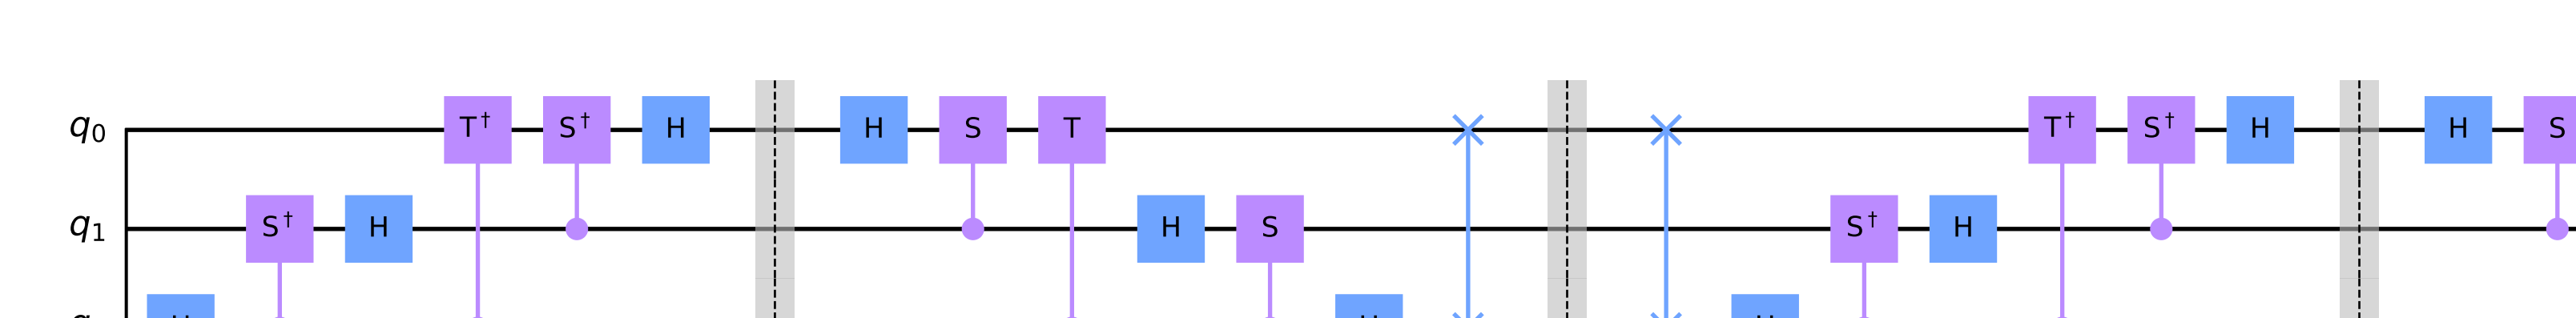 q0 T† S† H H S T T† S† H H S
q1 S† H H S S† H